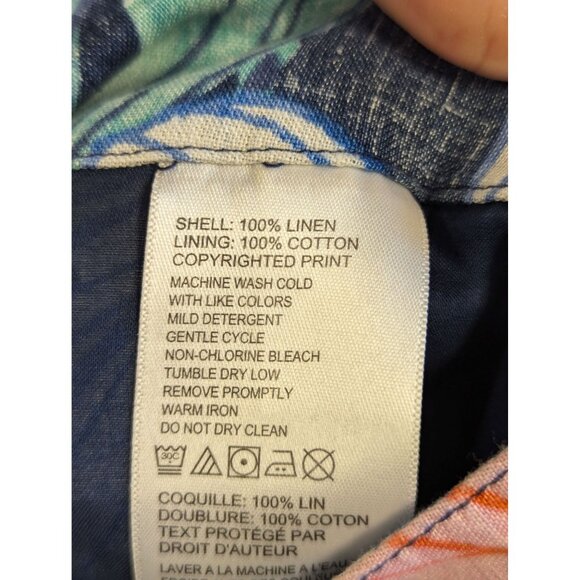 SHELL: 100% LINEN
LINING: 100% COTTON
COPYRIGHTED PRINT
MACHINE WASH COLD
WITH LIKE COLORS
MILD DETERGENT
GENTLE CYCLE
NON-CHLORINE BLEACH
TUMBLE DRY LOW
REMOVE PROMPTLY
WARM IRON
DO NOT DRY CLEAN
30C
COQUILLE: 100% LIN
DOUBLURE: 100% COTON
TEXT PROTÉGÉ PAR
DROIT D'AUTEUR
LAVER A LA MACHINE A L'EAU